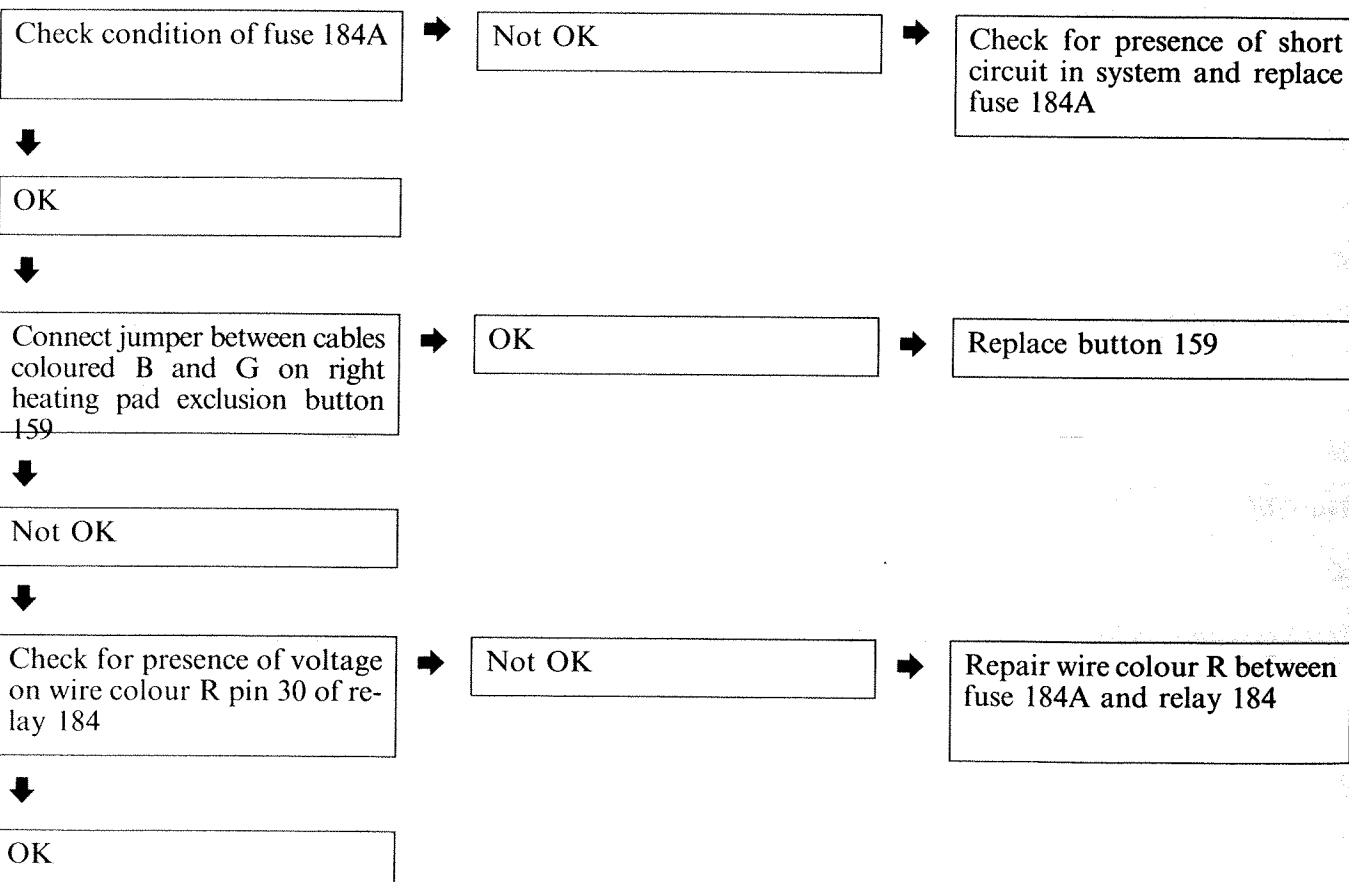 Check condition of fuse 184A
Not OK
Check for presence of short
circuit in system and replace
fuse 184A
OK
Connect jumper between cables
coloured B and G on right
heating pad exclusion button
159
OK
Replace button 159
Not OK
Check for presence of voltage
on wire colour R pin 30 of re-
lay 184
Not OK
Repair wire colour R between
fuse 184A and relay 184
OK